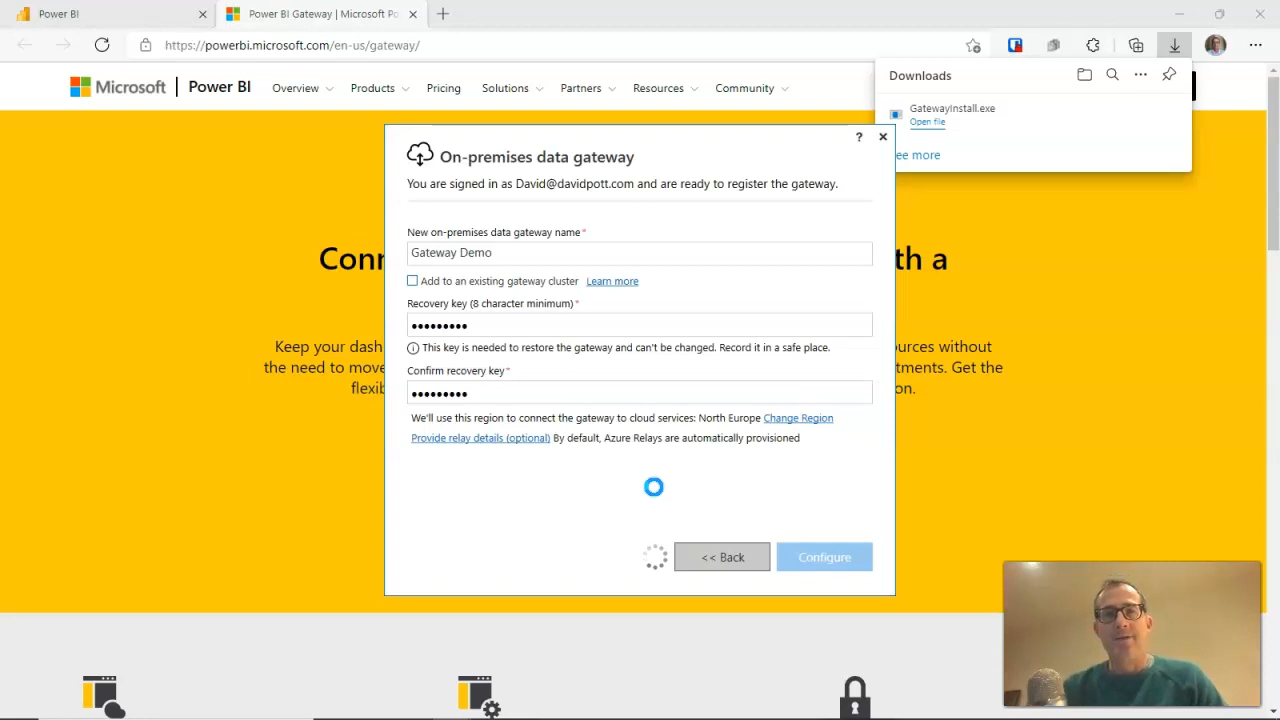 Power BI
Power BI Gateway | Microsoft Po
https://powerbi.microsoft.com/en-us/gateway/
Microsoft
Power BI
Overview
Products
Pricing
Solutions
Partners
Resources
Community
Downloads
GatewayInstall.exe
Open file
ee more
On-premises data gateway
You are signed in as David@davidpott.com and are ready to register the gateway.
New on-premises data gateway name*
Gateway Demo
Add to an existing gateway cluster Learn more
Recovery key (8 character minimum)*
This key is needed to restore the gateway and can't be changed. Record it in a safe place.
Confirm recovery key*
We'll use this region to connect the gateway to cloud services: North Europe Change Region
Provide relay details (optional) By default, Azure Relays are automatically provisioned
<< Back
Configure
Conn
th a
Keep your dash
ources without
the need to move
tments. Get the
flexib
on.